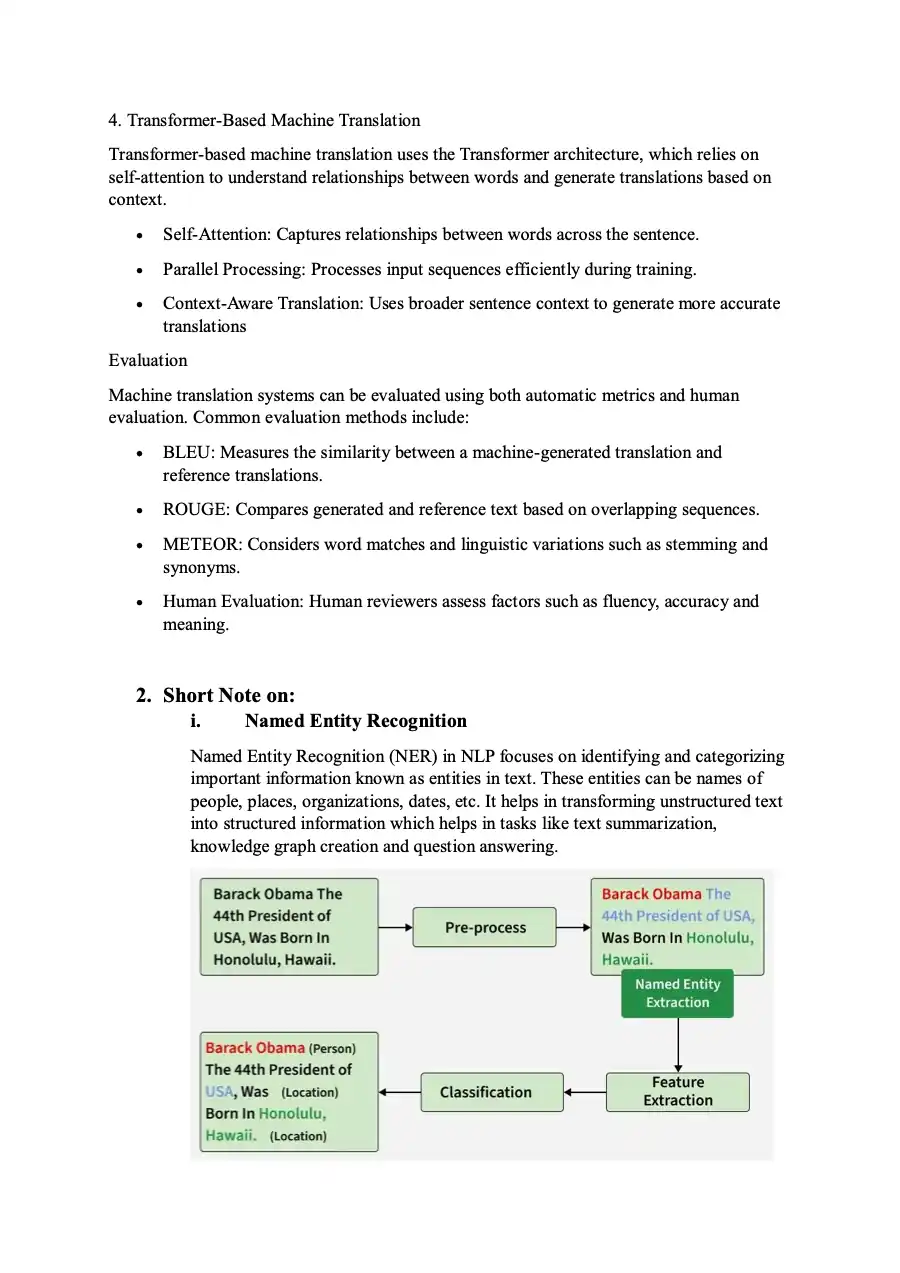 4. Transformer-Based Machine Translation
Transformer-based machine translation uses the Transformer architecture, which relies on
self-attention to understand relationships between words and generate translations based on
context.
• Self-Attention: Captures relationships between words across the sentence.
• Parallel Processing: Processes input sequences efficiently during training.
• Context-Aware Translation: Uses broader sentence context to generate more accurate
translations
Evaluation
Machine translation systems can be evaluated using both automatic metrics and human
evaluation. Common evaluation methods include:
• BLEU: Measures the similarity between a machine-generated translation and
reference translations.
• ROUGE: Compares generated and reference text based on overlapping sequences.
• METEOR: Considers word matches and linguistic variations such as stemming and
synonyms.
• Human Evaluation: Human reviewers assess factors such as fluency, accuracy and
meaning.
2. Short Note on:
i. Named Entity Recognition
Named Entity Recognition (NER) in NLP focuses on identifying and categorizing
important information known as entities in text. These entities can be names of
people, places, organizations, dates, etc. It helps in transforming unstructured text
into structured information which helps in tasks like text summarization,
knowledge graph creation and question answering.
Barack Obama The
44th President of
USA, Was Born In
Honolulu, Hawaii.
Pre-process
Barack Obama The
44th President of USA,
Was Born In Honolulu,
Hawaii.
Named Entity
Extraction
Feature
Extraction
Classification
Barack Obama (Person)
The 44th President of
USA, Was (Location)
Born In Honolulu,
Hawaii. (Location)